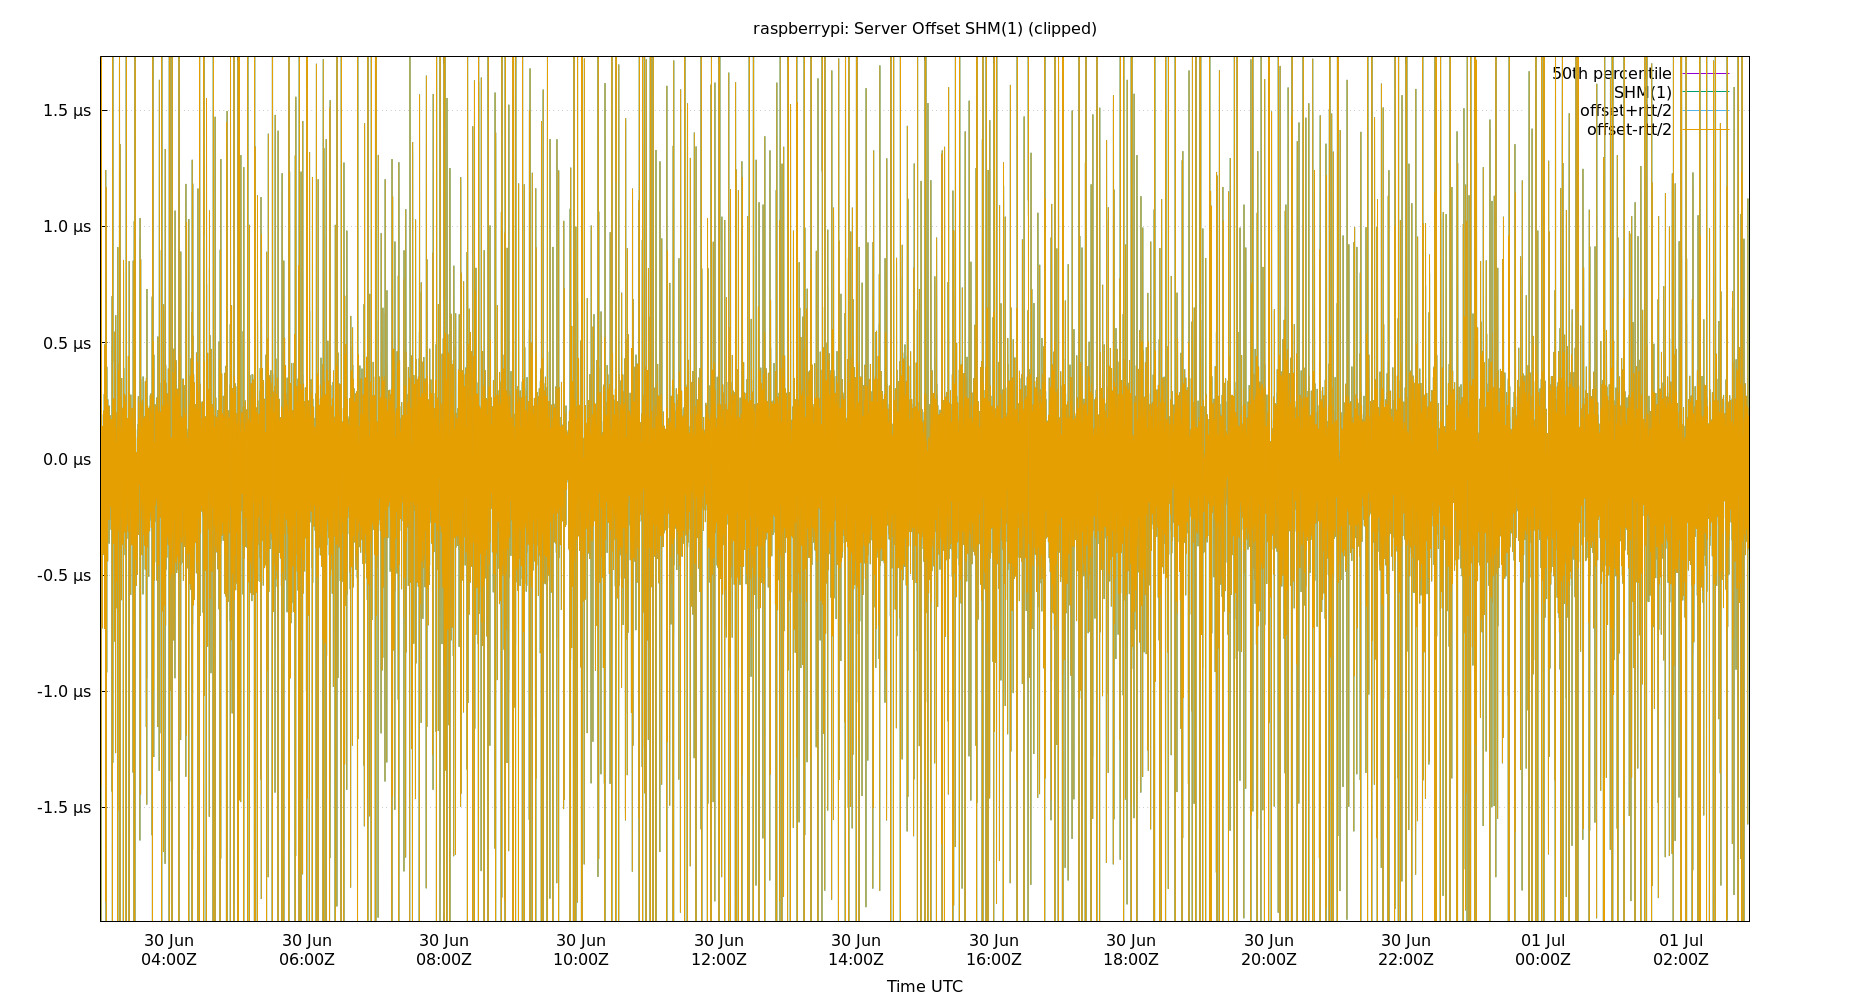 raspberrypi: Server Offset SHM(1) (clipped)
50th percentile
SHM(1)
offset+rtt/2
offset-rtt/2
1.5 µs
1.0 µs
0.5 µs
0.0 µs
-0.5 µs
-1.0 µs
-1.5 µs
30 Jun 30 Jun 30 Jun 30 Jun 30 Jun 30 Jun 30 Jun 30 Jun 30 Jun 30 Jun 01 Jul 01 Jul
04:00Z 06:00Z 08:00Z 10:00Z 12:00Z 14:00Z 16:00Z 18:00Z 20:00Z 22:00Z 00:00Z 02:00Z
Time UTC